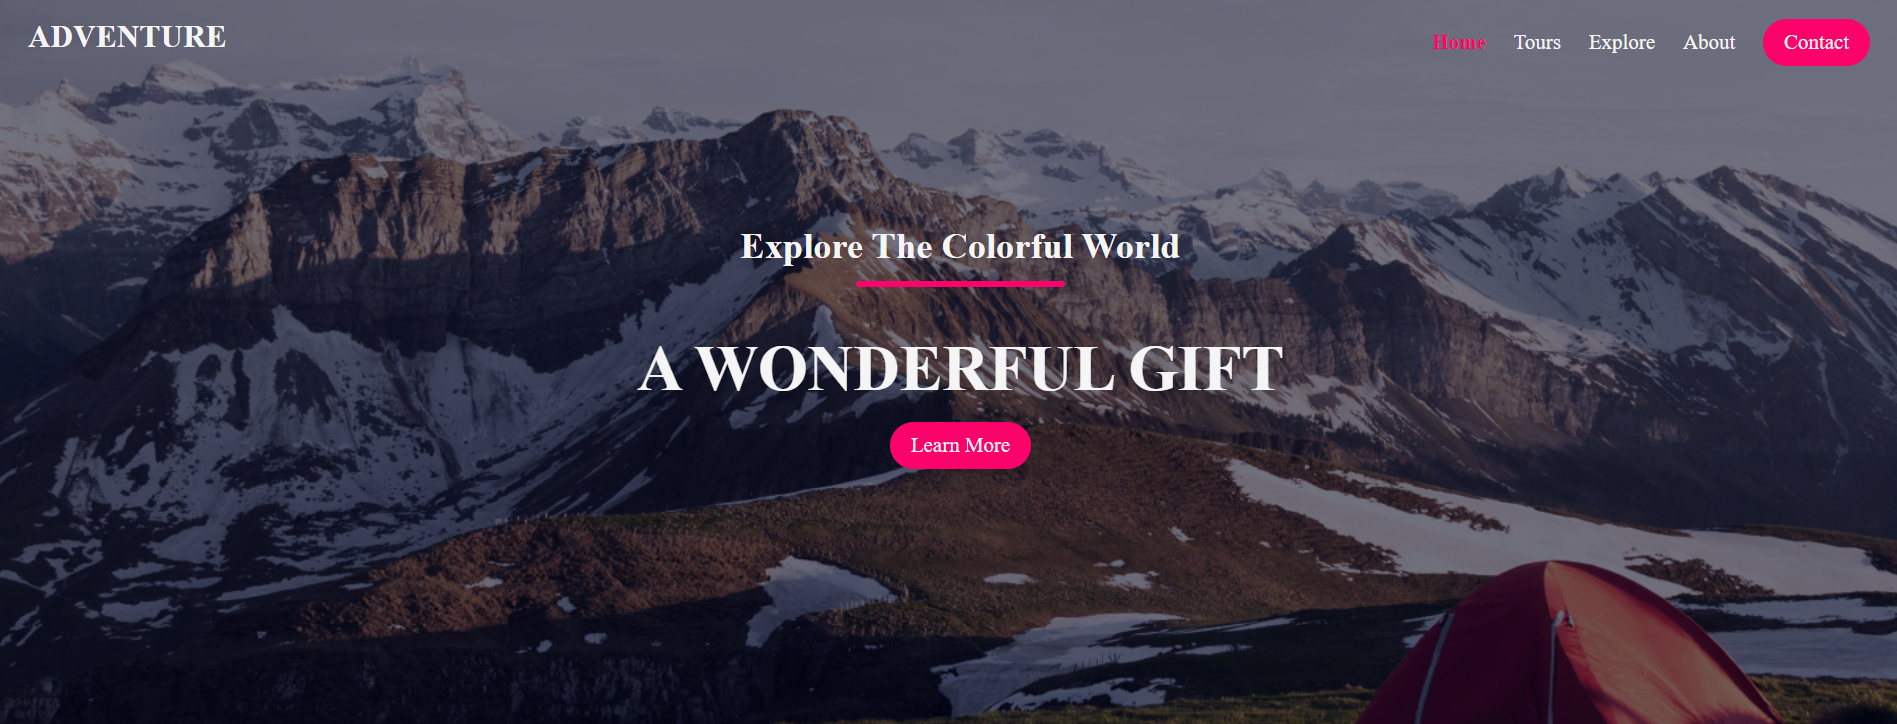 ADVENTURE
Home Tours Explore About Contact
Explore The Colorful World
A WONDERFUL GIFT
Learn More